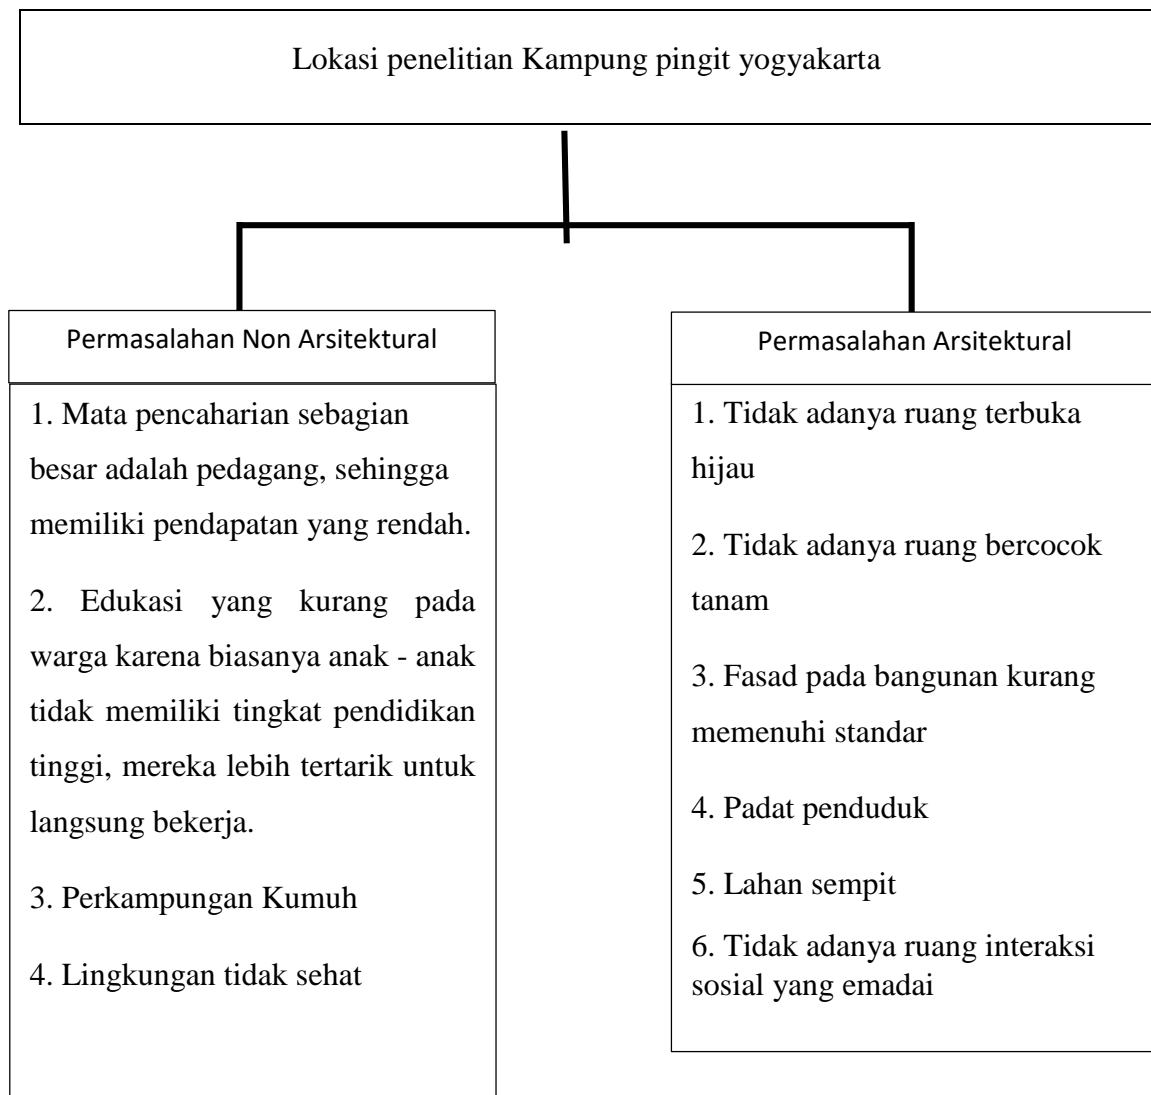 Lokasi penelitian Kampung pingit yogyakarta
Permasalahan Non Arsitektural
1. Mata pencaharian sebagian
besar adalah pedagang, sehingga
memiliki pendapatan yang rendah.
2. Edukasi yang kurang pada
warga karena biasanya anak - anak
tidak memiliki tingkat pendidikan
tinggi, mereka lebih tertarik untuk
langsung bekerja.
3. Perkampungan Kumuh
4. Lingkungan tidak sehat
Permasalahan Arsitektural
1. Tidak adanya ruang terbuka
hijau
2. Tidak adanya ruang bercocok
tanam
3. Fasad pada bangunan kurang
memenuhi standar
4. Padat penduduk
5. Lahan sempit
6. Tidak adanya ruang interaksi
sosial yang emadai